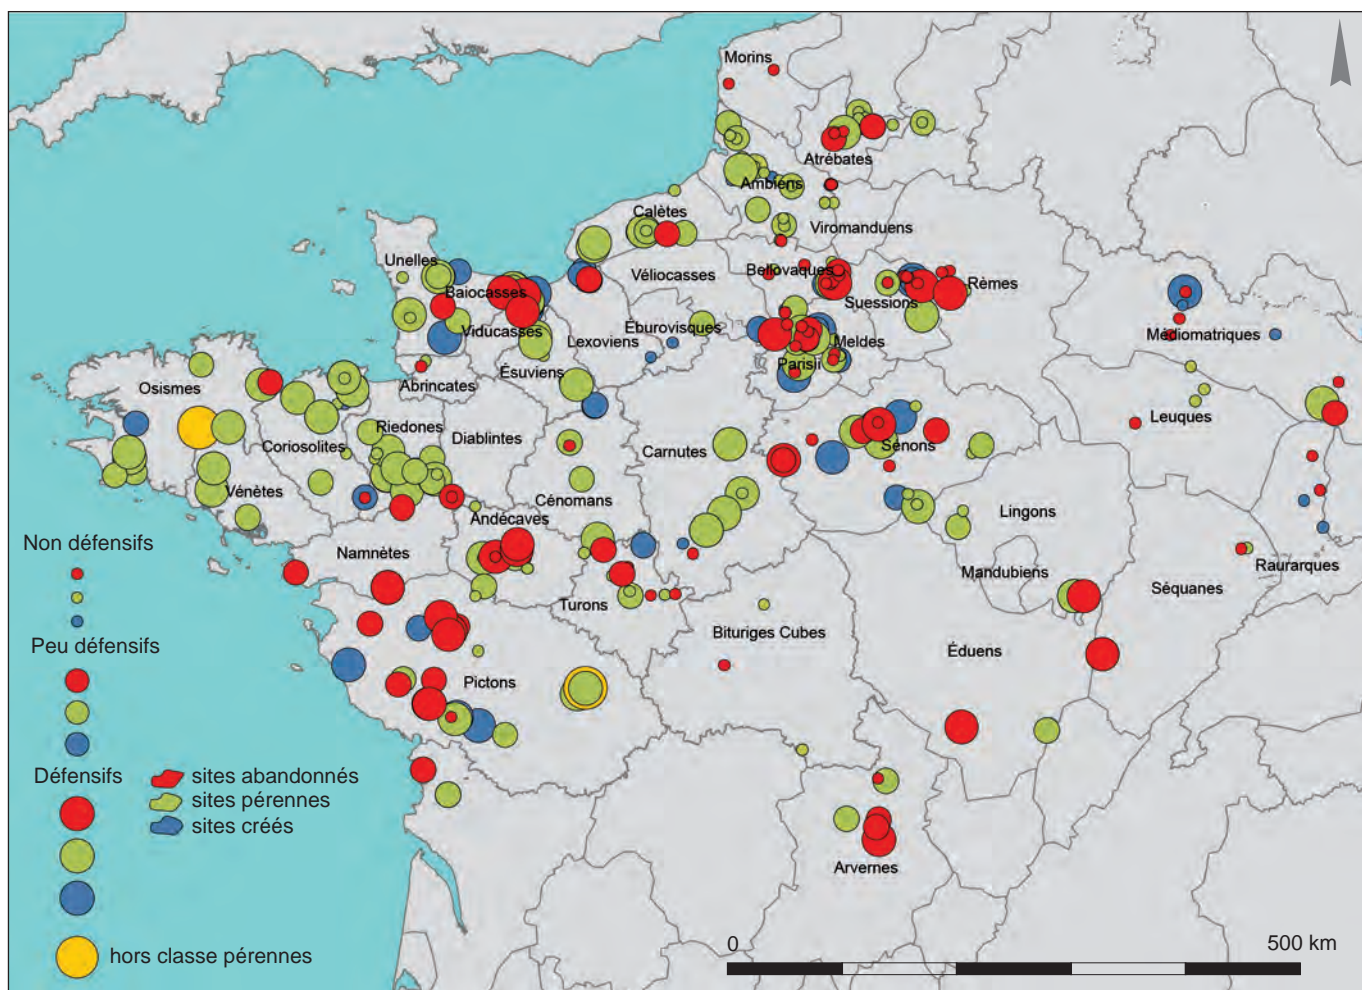 Morins
Atrébates
Ambiens
Calètes
Viromanduens
Unelles
Véliocasses
Bellovaques
Rèmes
Baiocasses
Suessions
Viducasses
Lexoviens
Éburovisques
Meldes
Médiomatriques
Abrincates
Ésuviens
Parisii
Osismes
Leuques
Riedones
Diablintes
Coriosolites
Carnutes
Sénons
Vénètes
Cénomans
Lingons
Andécaves
Namnètes
Mandubiens
Raurarques
Séquanes
Turons
Bituriges Cubes
Éduens
Pictons
Arvernes
Non défensifs
Peu défensifs
Défensifs
sites abandonnés
sites pérennes
sites créés
hors classe pérennes
0
500 km